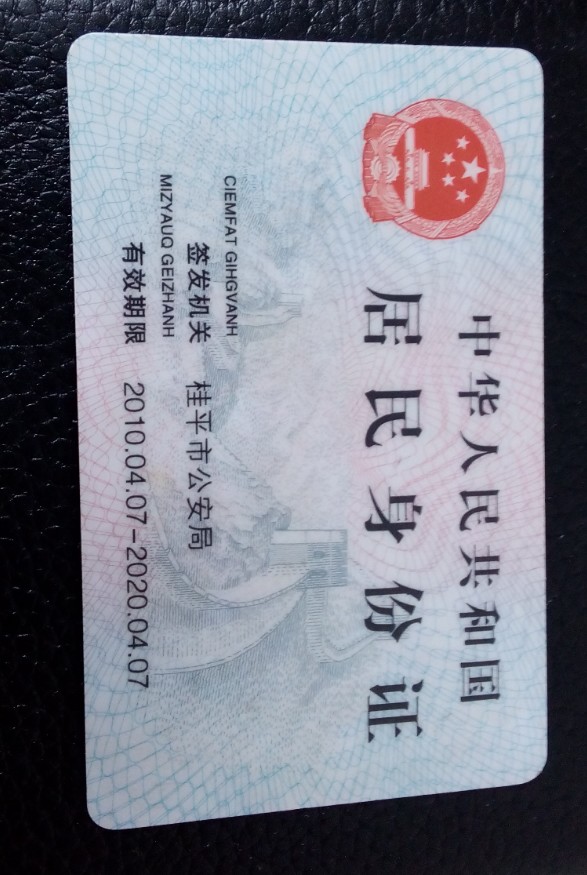 中华人民共和国
居民身份证
CIEMFAT GIHGVANH
签发机关 桂平市公安局
MIZYAUQ GEIZHANH
有效期限 2010.04.07-2020.04.07